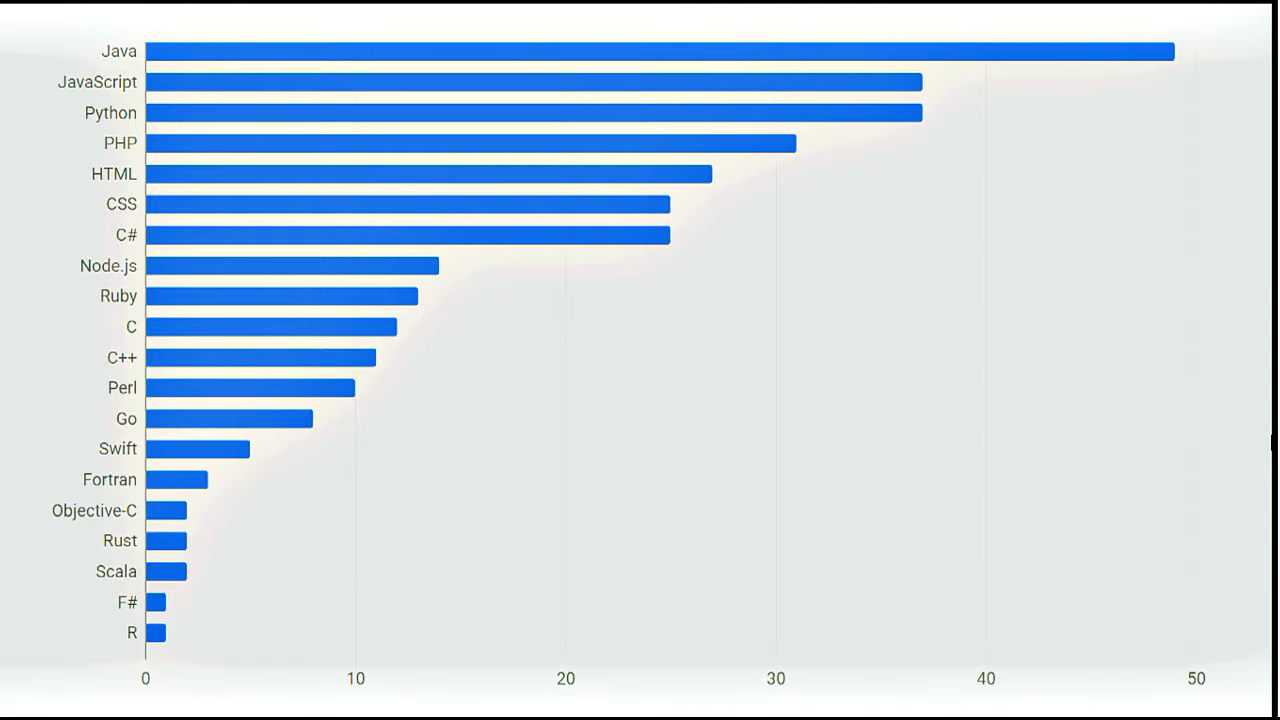 Java
JavaScript
Python
PHP
HTML
CSS
C#
Node.js
Ruby
C
C++
Perl
Go
Swift
Fortran
Objective-C
Rust
Scala
F#
R
0 10 20 30 40 50